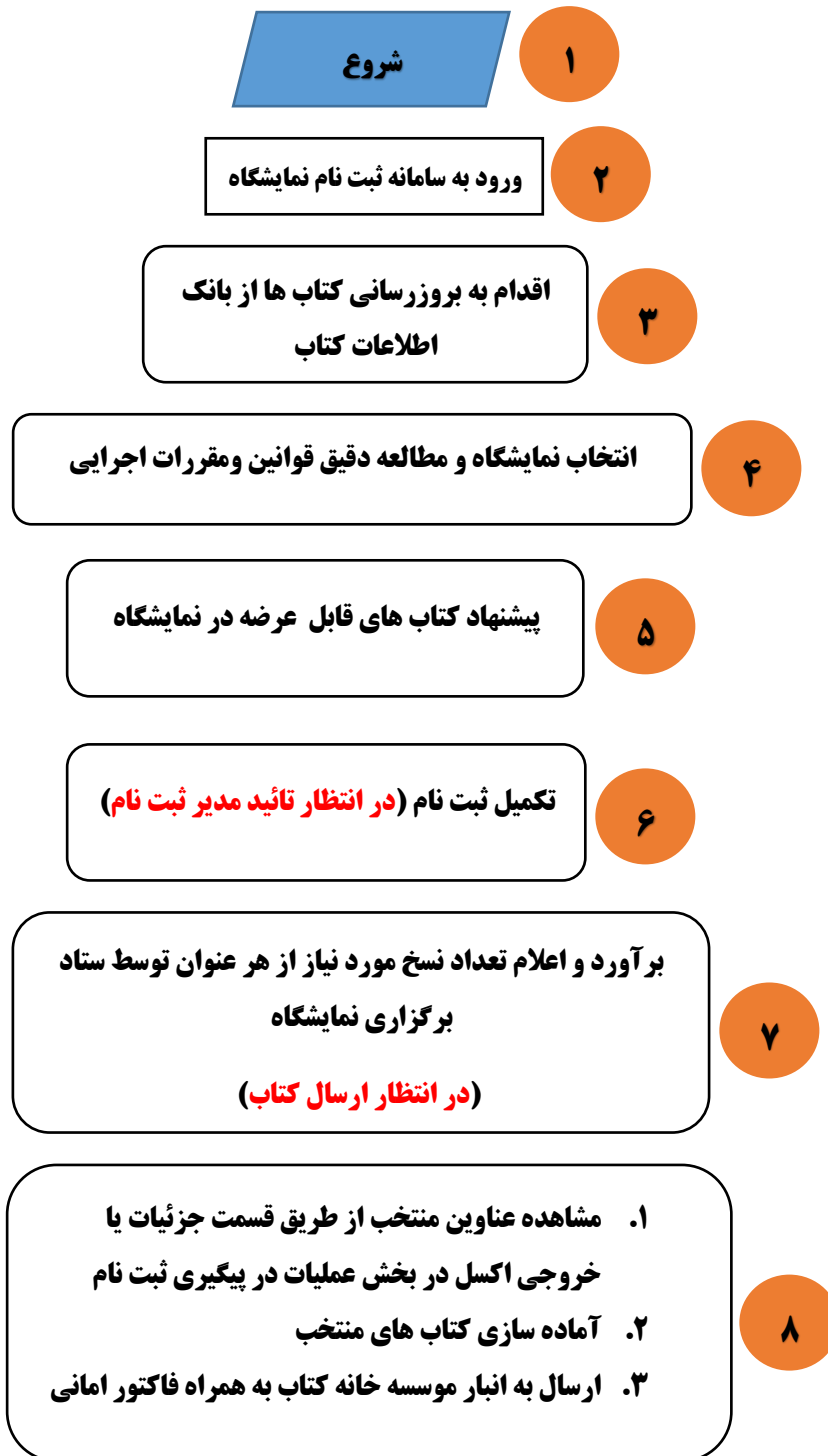 ۱
شروع
۲
ورود به سامانه ثبت نام نمایشگاه
۳
اقدام به بروزرسانی کتاب ها از بانک
اطلاعات کتاب
۴
انتخاب نمایشگاه و مطالعه دقیق قوانین ومقررات اجرایی
۵
پیشنهاد کتاب های قابل عرضه در نمایشگاه
۶
تکمیل ثبت نام (در انتظار تائید مدیر ثبت نام)
۷
برآورد و اعلام تعداد نسخ مورد نیاز از هر عنوان توسط ستاد
برگزاری نمایشگاه
(در انتظار ارسال کتاب)
۸
۱. مشاهده عناوین منتخب از طریق قسمت جزئیات یا
خروجی اکسل در بخش عملیات در پیگیری ثبت نام
۲. آماده سازی کتاب های منتخب
۳. ارسال به انبار موسسه خانه کتاب به همراه فاکتور امانی